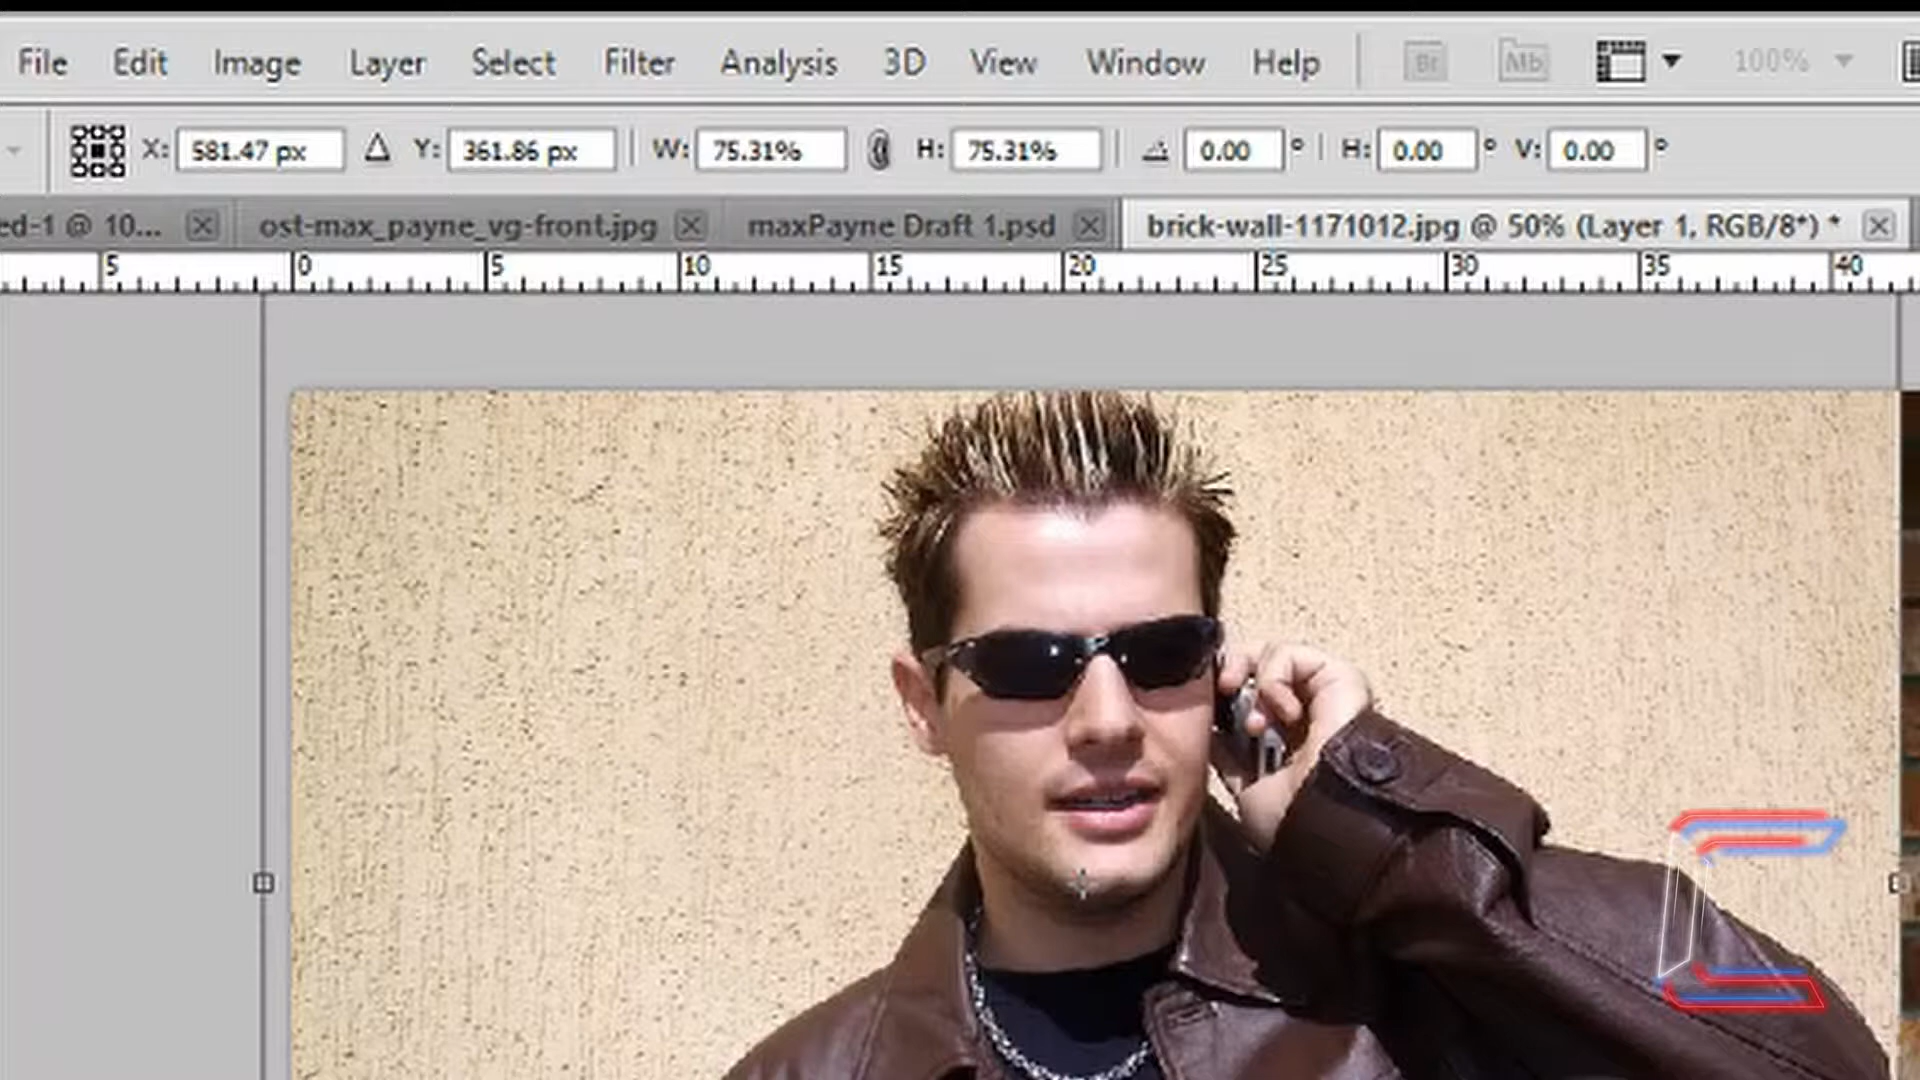 File Edit Image Layer Select Filter Analysis 3D View Window Help Br Mb 100%
X: 581.47 px Y: 361.86 px W: 75.31% H: 75.31% 0.00 ° H: 0.00 ° V: 0.00 °
ed-1 @ 10... ost-max_payne_vg-front.jpg maxPayne Draft 1.psd brick-wall-1171012.jpg @ 50% (Layer 1, RGB/8*) *
5 0 5 10 15 20 25 30 35 40